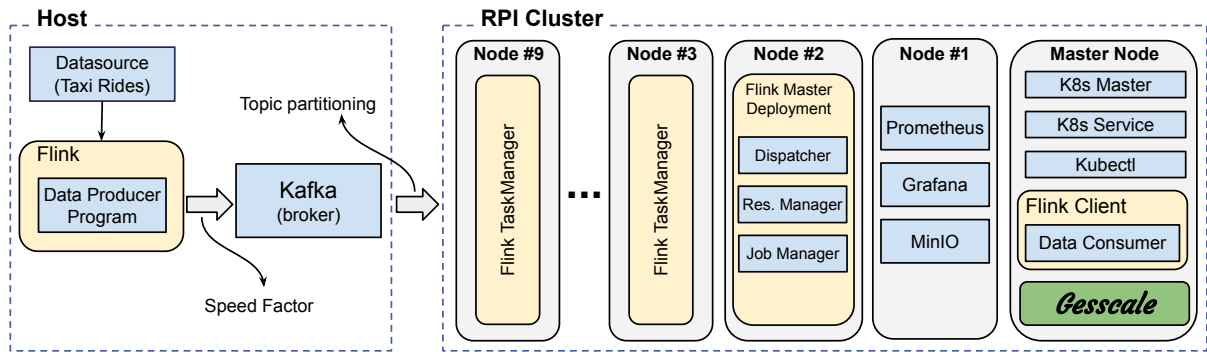 Host
Datasource
(Taxi Rides)
Flink
Data Producer
Program
Topic partitioning
Kafka
(broker)
Speed Factor
RPI Cluster
Node #9
Flink TaskManager
...
Node #3
Flink TaskManager
Node #2
Flink Master
Deployment
Dispatcher
Res. Manager
Job Manager
Node #1
Prometheus
Grafana
MinIO
Master Node
K8s Master
K8s Service
Kubectl
Flink Client
Data Consumer
Gesscale